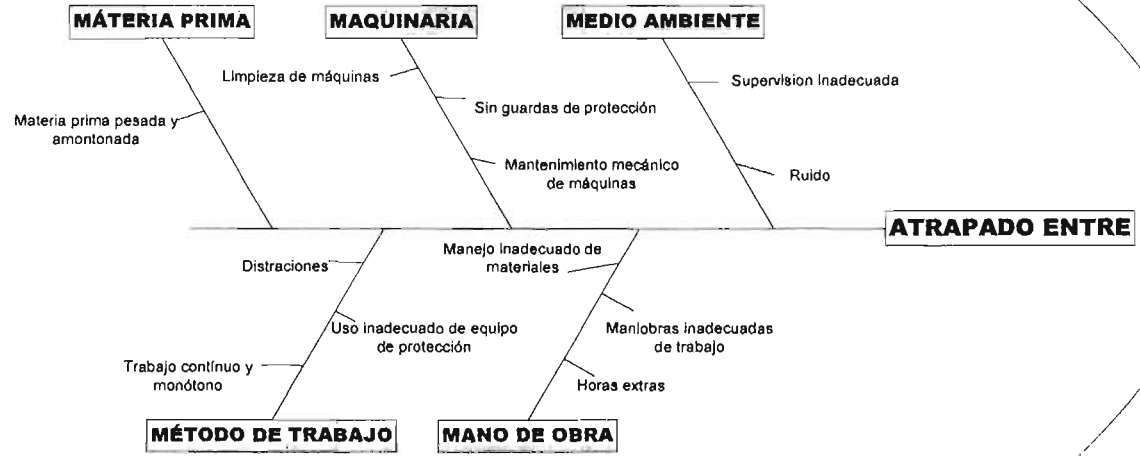 MÁTERIA PRIMA
MAQUINARIA
MEDIO AMBIENTE
Limpieza de máquinas
Supervision Inadecuada
Sin guardas de protección
Materia prima pesada y
amontonada
Mantenimiento mecánico
de máquinas
Ruido
ATRAPADO ENTRE
Manejo Inadecuado de
materiales
Distraciones
Uso inadecuado de equipo
de protección
Maniobras inadecuadas
de trabajo
Trabajo contínuo y
monótono
Horas extras
MÉTODO DE TRABAJO
MANO DE OBRA